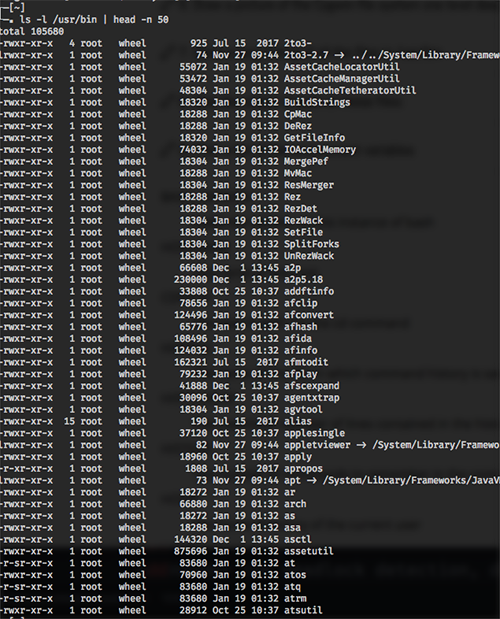 ─[~]
─• ls -l /usr/bin | head -n 50
total 105680
-rwxr-xr-x 4 root wheel 925 Jul 15 2017 2to3-
lrwxr-xr-x 1 root wheel 74 Nov 27 09:44 2to3-2.7 -> ../../System/Library/Framew
-rwxr-xr-x 1 root wheel 55072 Jan 19 01:32 AssetCacheLocatorUtil
-rwxr-xr-x 1 root wheel 53472 Jan 19 01:32 AssetCacheManagerUtil
-rwxr-xr-x 1 root wheel 48304 Jan 19 01:32 AssetCacheTetheratorUtil
-rwxr-xr-x 1 root wheel 18320 Jan 19 01:32 BuildStrings
-rwxr-xr-x 1 root wheel 18288 Jan 19 01:32 CpMac
-rwxr-xr-x 1 root wheel 18288 Jan 19 01:32 DeRez
-rwxr-xr-x 1 root wheel 18320 Jan 19 01:32 GetFileInfo
-rwxr-xr-x 1 root wheel 74032 Jan 19 01:32 IOAccelMemory
-rwxr-xr-x 1 root wheel 18304 Jan 19 01:32 MergePef
-rwxr-xr-x 1 root wheel 18288 Jan 19 01:32 MvMac
-rwxr-xr-x 1 root wheel 18304 Jan 19 01:32 ResMerger
-rwxr-xr-x 1 root wheel 18288 Jan 19 01:32 Rez
-rwxr-xr-x 1 root wheel 18288 Jan 19 01:32 RezDet
-rwxr-xr-x 1 root wheel 18304 Jan 19 01:32 RezWack
-rwxr-xr-x 1 root wheel 18304 Jan 19 01:32 SetFile
-rwxr-xr-x 1 root wheel 18304 Jan 19 01:32 SplitForks
-rwxr-xr-x 1 root wheel 18304 Jan 19 01:32 UnRezWack
-rwxr-xr-x 1 root wheel 66608 Dec 1 13:45 a2p
-rwxr-xr-x 1 root wheel 230000 Dec 1 13:45 a2p5.18
-rwxr-xr-x 1 root wheel 33808 Oct 25 10:37 addftinfo
-rwxr-xr-x 1 root wheel 78656 Jan 19 01:32 afclip
-rwxr-xr-x 1 root wheel 124496 Jan 19 01:32 afconvert
-rwxr-xr-x 1 root wheel 65776 Jan 19 01:32 afhash
-rwxr-xr-x 1 root wheel 108496 Jan 19 01:32 afida
-rwxr-xr-x 1 root wheel 124032 Jan 19 01:32 afinfo
-rwxr-xr-x 1 root wheel 162321 Jul 15 2017 afmtodit
-rwxr-xr-x 1 root wheel 79232 Jan 19 01:32 afplay
-rwxr-xr-x 1 root wheel 41888 Dec 1 13:45 afscexpand
-rwxr-xr-x 1 root wheel 30096 Oct 25 10:37 agentxtrap
-rwxr-xr-x 1 root wheel 18304 Jan 19 01:32 agvtool
-rwxr-xr-x 15 root wheel 190 Jul 15 2017 alias
-rwxr-xr-x 1 root wheel 37120 Oct 25 10:37 applesingle
lrwxr-xr-x 1 root wheel 82 Nov 27 09:44 appletviewer -> /System/Library/Framewo
-rwxr-xr-x 1 root wheel 18960 Oct 25 10:37 apply
-r-xr-xr-x 1 root wheel 1808 Jul 15 2017 apropos
lrwxr-xr-x 1 root wheel 73 Nov 27 09:44 apt -> /System/Library/Frameworks/JavaVM
-rwxr-xr-x 1 root wheel 18272 Jan 19 01:32 ar
-rwxr-xr-x 1 root wheel 66880 Jan 19 01:32 arch
-rwxr-xr-x 1 root wheel 18272 Jan 19 01:32 as
-rwxr-xr-x 1 root wheel 18288 Jan 19 01:32 asa
-rwxr-xr-x 1 root wheel 144320 Dec 1 13:45 asctl
-rwxr-xr-x 1 root wheel 875696 Jan 19 01:32 assetutil
-r-sr-xr-x 4 root wheel 83680 Jan 19 01:32 at
-rwxr-xr-x 1 root wheel 70960 Jan 19 01:32 atos
-r-sr-xr-x 4 root wheel 83680 Jan 19 01:32 atq
-r-sr-xr-x 4 root wheel 83680 Jan 19 01:32 atrm
-rwxr-xr-x 1 root wheel 28912 Oct 25 10:37 atsutil